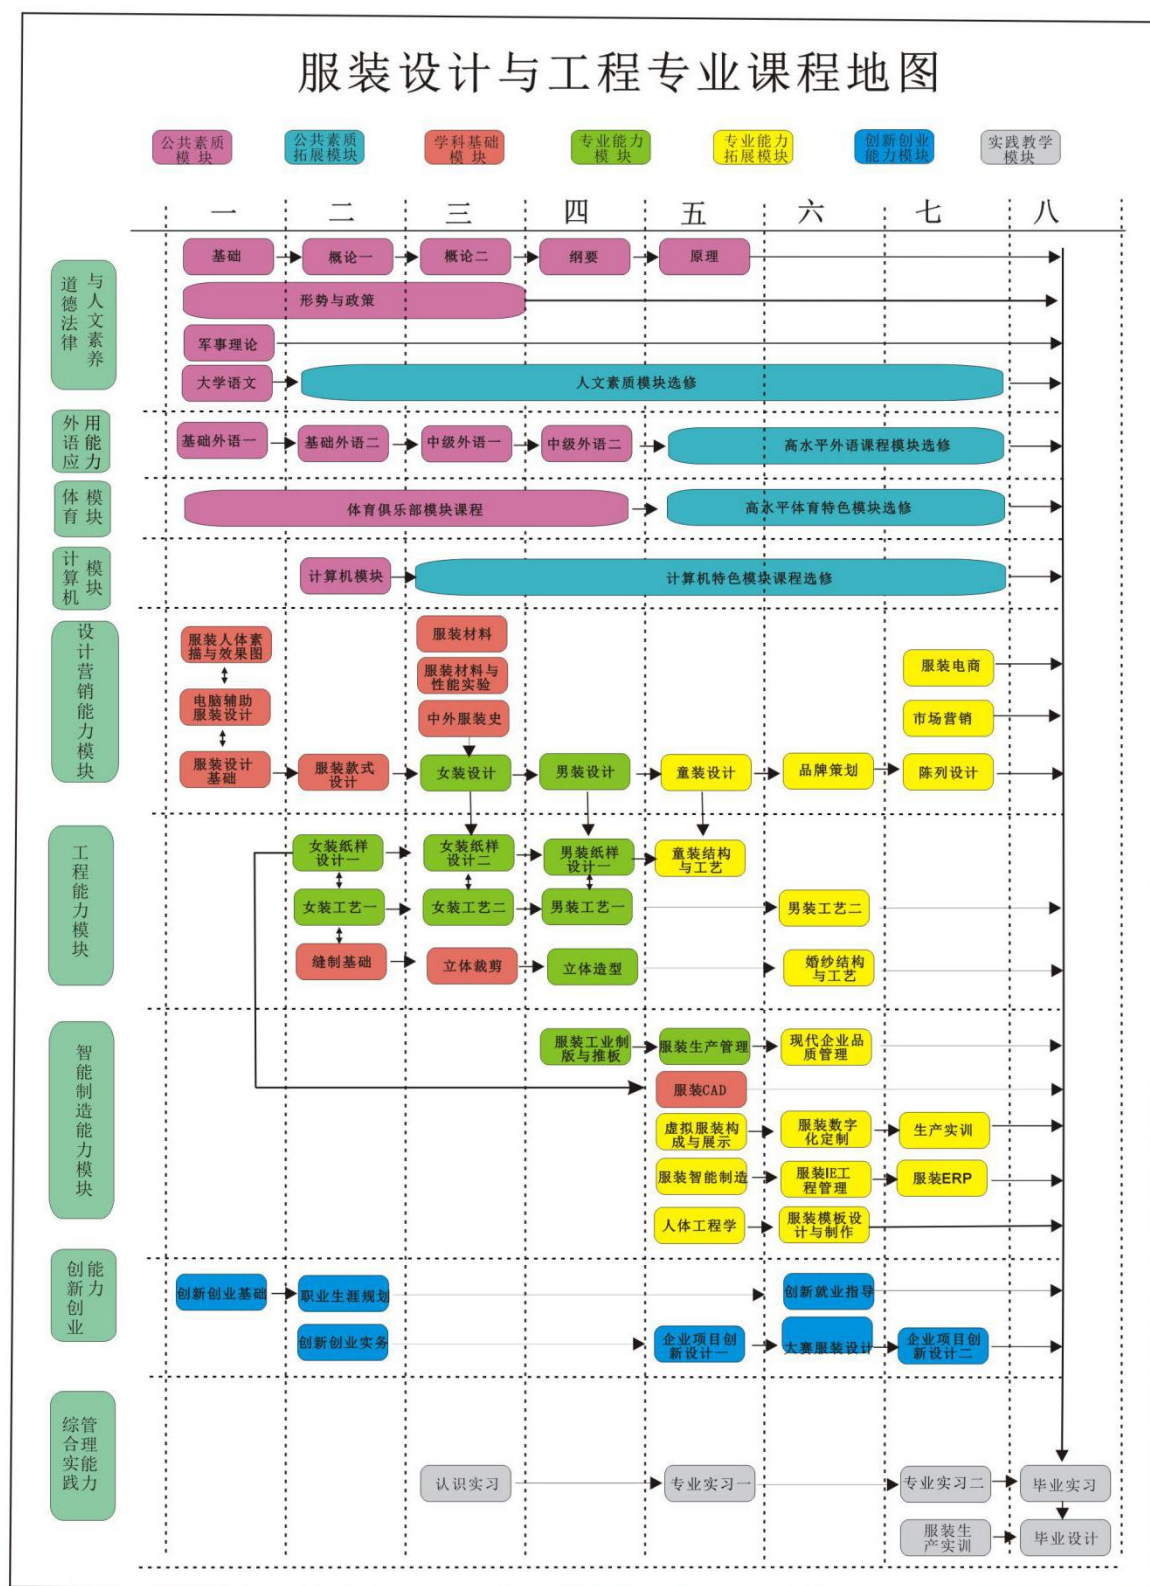 服装设计与工程专业课程地图
公共素质
模块
公共素质
拓展模块
学科基础
模块
专业能力
模块
专业能力
拓展模块
创新创业
能力模块
实践教学
模块
一 二 三 四 五 六 七 八
道德法律
与人文素养
基础 概论一 概论二 纲要 原理
形势与政策
军事理论
大学语文 人文素质模块选修
外语应
用能力
基础外语一 基础外语二 中级外语一 中级外语二 高水平外语课程模块选修
体育
模块
体育俱乐部模块课程 高水平体育特色模块选修
计算机
模块
计算机模块 计算机特色模块课程选修
设计营销能力模块
服装人体素
描与效果图
服装材料
服装材料与
性能实验
服装电商
电脑辅助
服装设计
中外服装史
市场营销
服装设计
基础
服装款式
设计
女装设计 男装设计 童装设计 品牌策划 陈列设计
工程能力模块
女装纸样
设计一
女装纸样
设计二
男装纸样
设计一
童装结构
与工艺
女装工艺一 女装工艺二 男装工艺一 男装工艺二
缝制基础 立体裁剪 立体造型
婚纱结构
与工艺
智能制造能力模块
服装工业制
版与推板
服装生产管理
现代企业品
质管理
服装CAD
虚拟服装构
成与展示
服装数字
化定制
生产实训
服装智能制造
服装IE工
程管理
服装ERP
人体工程学
服装模板设
计与制作
创新创业
能力
创新创业基础 职业生涯规划 创新就业指导
创新创业实务
企业项目创
新设计一
大赛服装设计
企业项目创
新设计二
综合实践
管理能力
认识实习 专业实习一 专业实习二 毕业实习
服装生
产实训
毕业设计